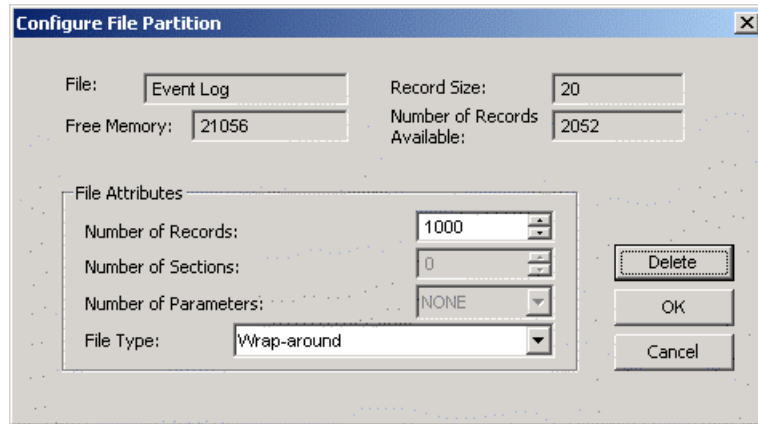 Configure File Partition
File: Event Log
Record Size: 20
Free Memory: 21056
Number of Records Available: 2052
File Attributes
Number of Records: 1000
Number of Sections: 0
Number of Parameters: NONE
File Type: Wrap-around
Delete
OK
Cancel